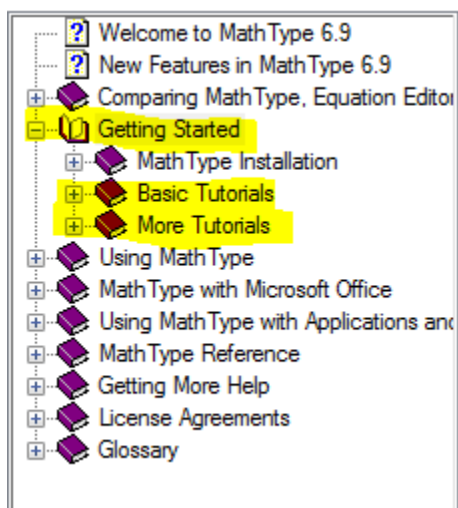 Welcome to MathType 6.9
New Features in MathType 6.9
Comparing MathType, Equation Editor
Getting Started
MathType Installation
Basic Tutorials
More Tutorials
Using MathType
MathType with Microsoft Office
Using MathType with Applications and
MathType Reference
Getting More Help
License Agreements
Glossary